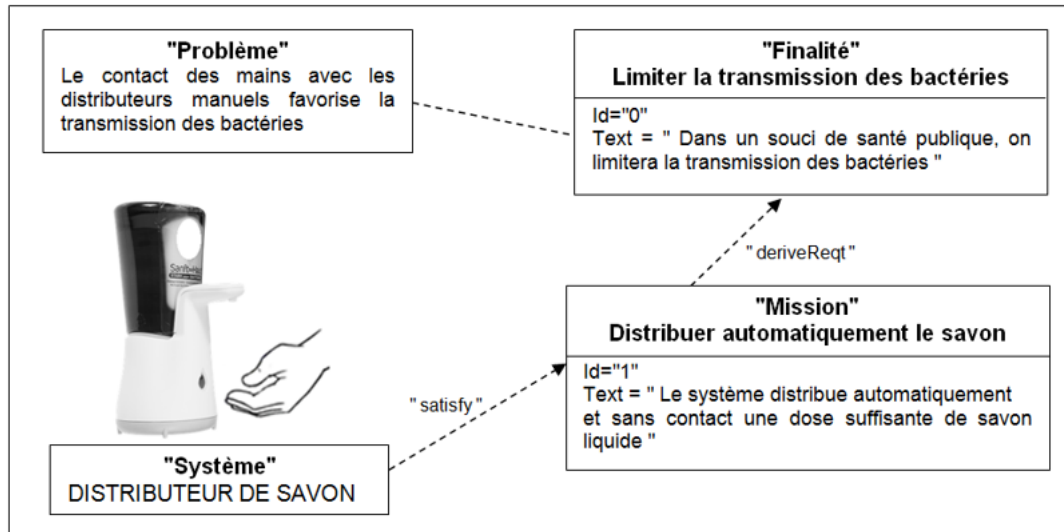 "Problème"
Le contact des mains avec les
distributeurs manuels favorise la
transmission des bactéries
"Finalité"
Limiter la transmission des bactéries
Id="0"
Text = " Dans un souci de santé publique, on
limitera la transmission des bactéries "
" deriveReqt "
"Mission"
Distribuer automatiquement le savon
Id="1"
Text = " Le système distribue automatiquement
et sans contact une dose suffisante de savon
liquide "
" satisfy "
"Système"
DISTRIBUTEUR DE SAVON